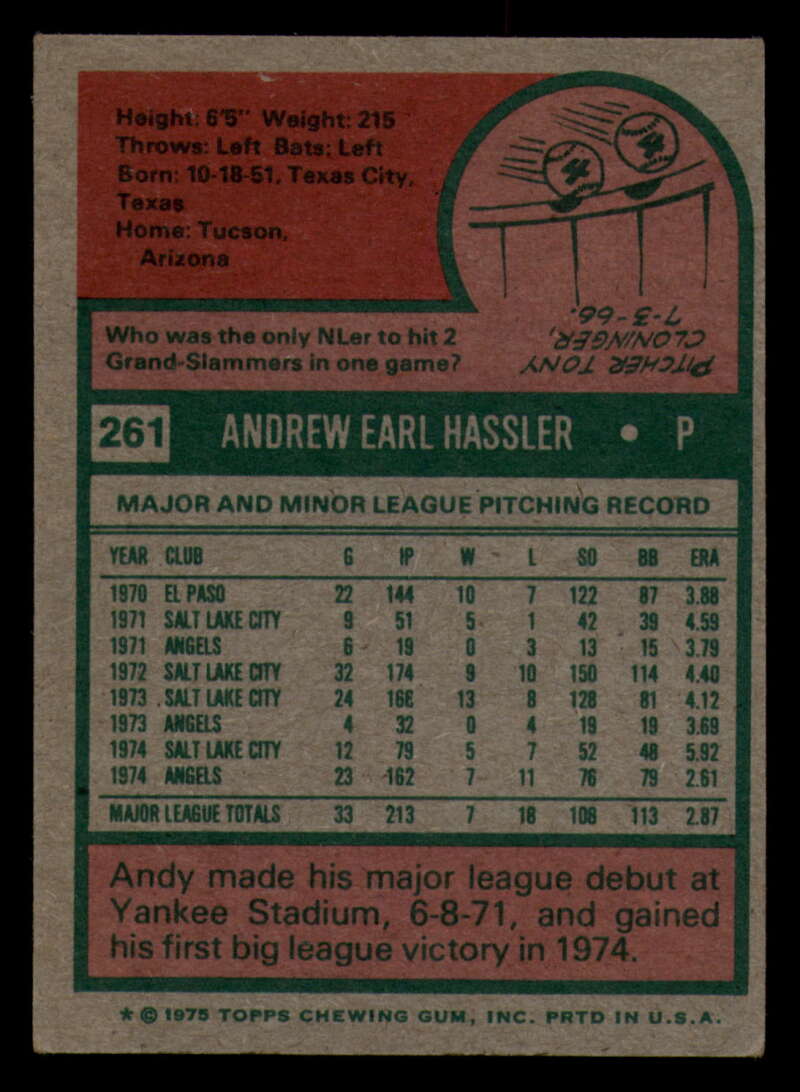 Height: 6'5" Weight: 215
Throws: Left Bats: Left
Born: 10-18-51, Texas City,
Texas
Home: Tucson,
Arizona
Who was the only NLer to hit 2
Grand-Slammers in one game?
PITCHER TONY
CLONINGER,
7-3-66.
261 ANDREW EARL HASSLER • P
MAJOR AND MINOR LEAGUE PITCHING RECORD
YEAR CLUB G IP W L SO BB ERA
1970 EL PASO 22 144 10 7 122 87 3.88
1971 SALT LAKE CITY 9 51 5 1 42 39 4.59
1971 ANGELS 6 19 0 3 13 15 3.79
1972 SALT LAKE CITY 32 174 9 10 150 114 4.40
1973 SALT LAKE CITY 24 166 13 8 128 81 4.12
1973 ANGELS 4 32 0 4 19 19 3.69
1974 SALT LAKE CITY 12 79 5 7 52 48 5.92
1974 ANGELS 23 162 7 11 76 79 2.61
MAJOR LEAGUE TOTALS 33 213 7 18 108 113 2.87
Andy made his major league debut at
Yankee Stadium, 6-8-71, and gained
his first big league victory in 1974.
* © 1975 TOPPS CHEWING GUM, INC. PRTD IN U.S.A.